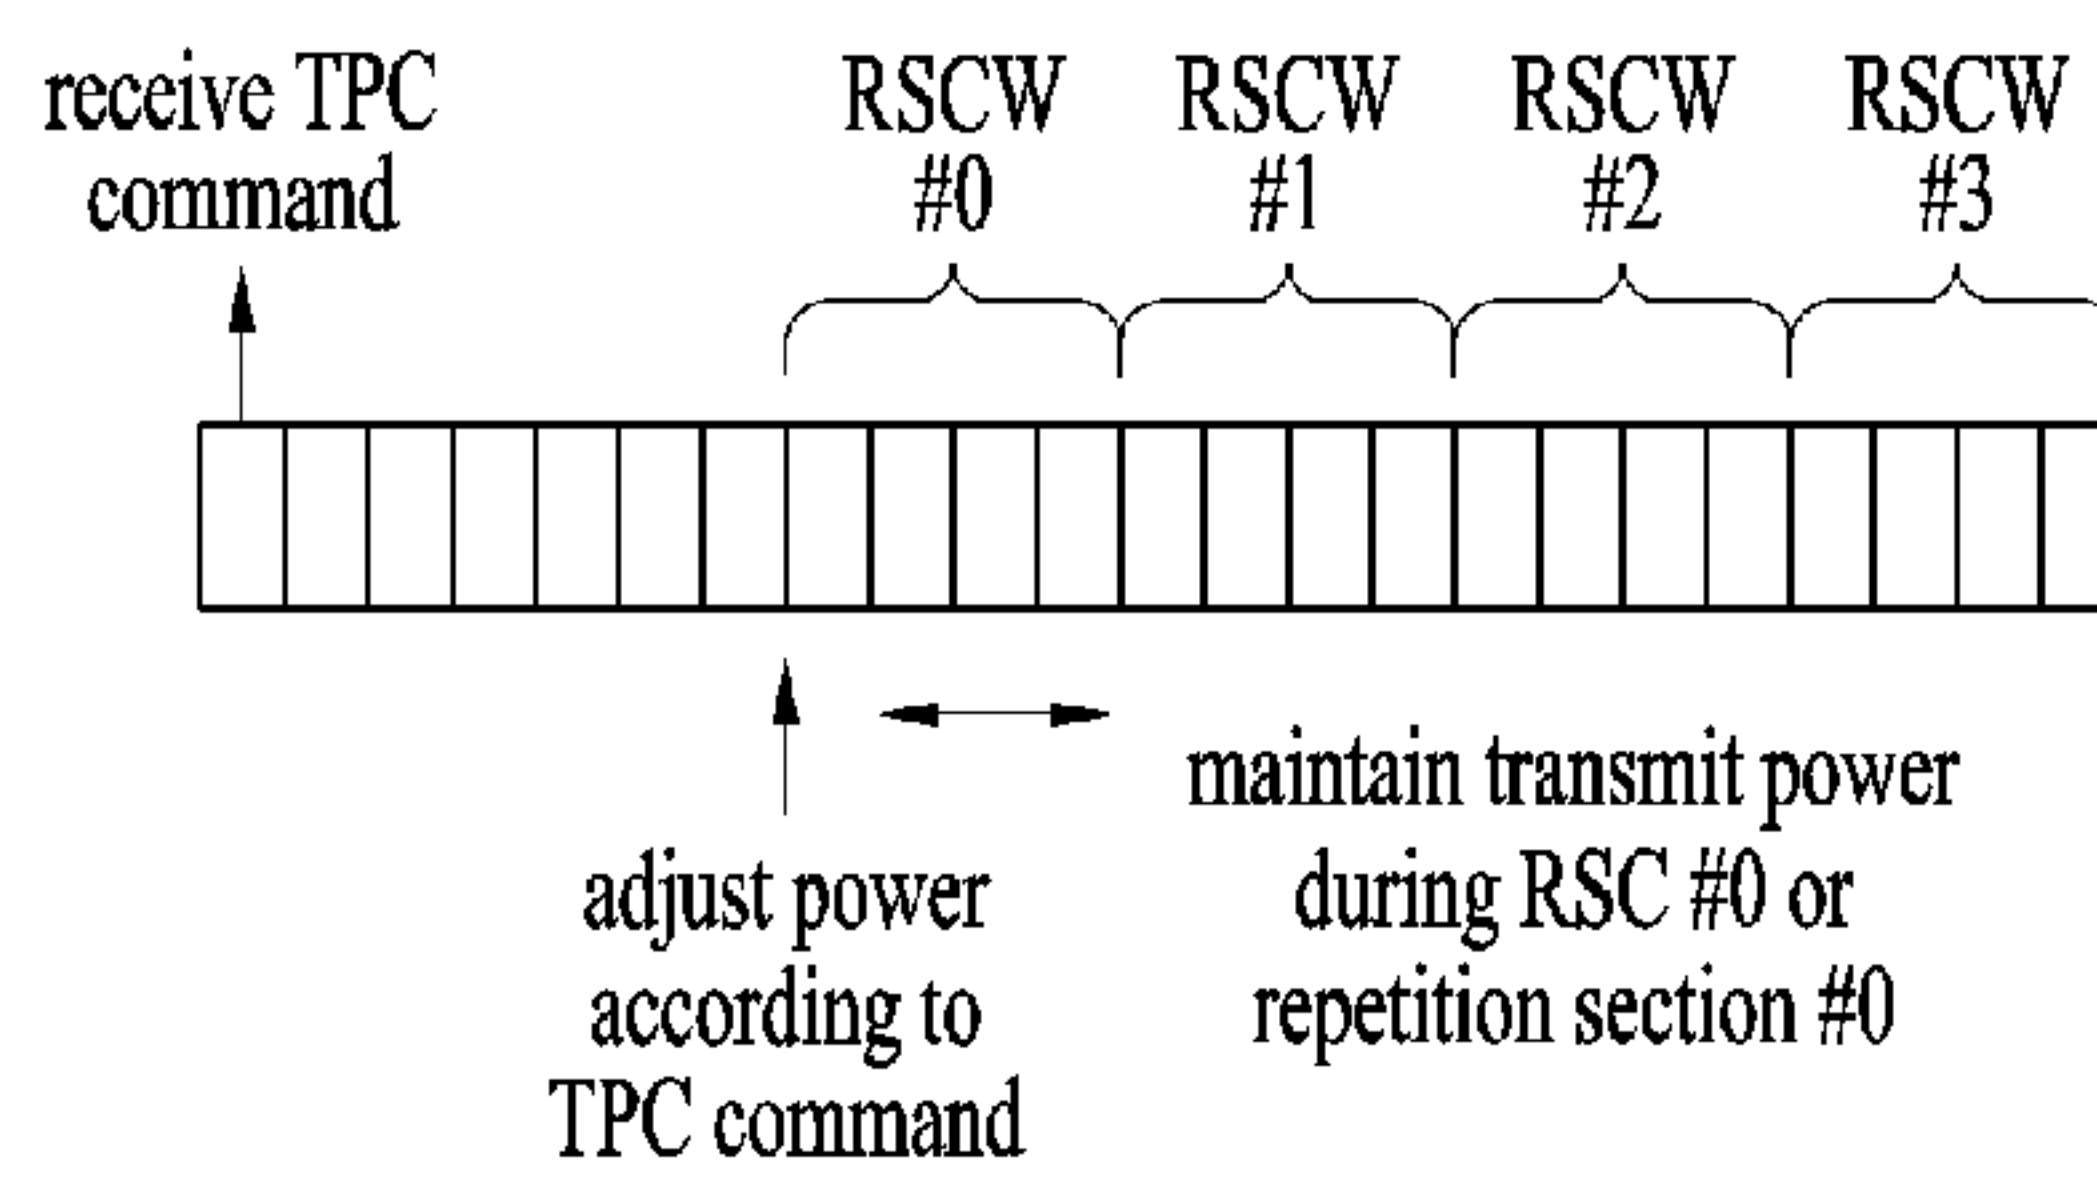 receive TPC
command
RSCW
#0
RSCW
#1
RSCW
#2
RSCW
#3
adjust power
according to
TPC command
maintain transmit power
during RSC #0 or
repetition section #0